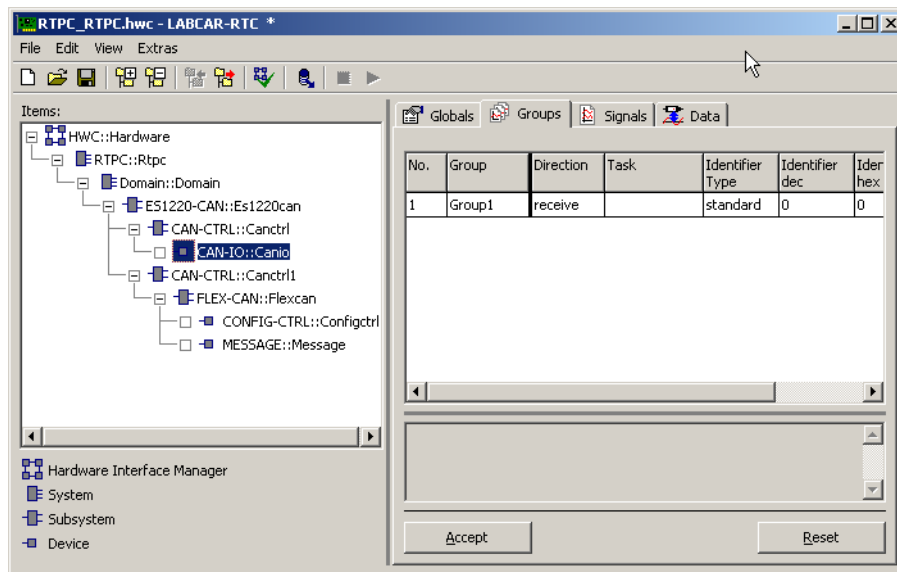 RTPC_RTPC.hwc - LABCAR-RTC *
File Edit View Extras
Items:
HWC::Hardware
RTPC::Rtpc
Domain::Domain
ES1220-CAN::Es1220can
CAN-CTRL::Canctrl
CAN-IO::Canio
CAN-CTRL::Canctrl1
FLEX-CAN::Flexcan
CONFIG-CTRL::Configctrl
MESSAGE::Message
Hardware Interface Manager
System
Subsystem
Device
Globals Groups Signals Data
No. Group Direction Task Identifier Type Identifier dec Iden hex
1 Group1 receive standard 0 0
Accept Reset